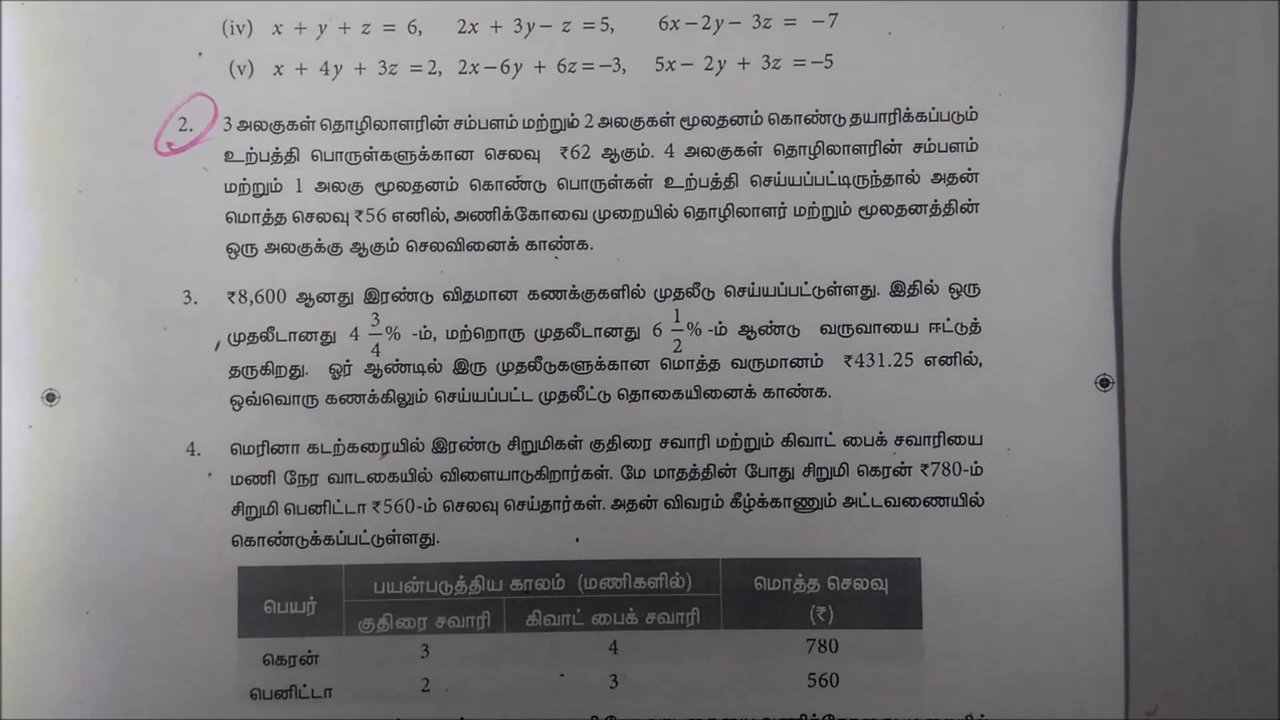 (iv) x + y + z = 6, 2x + 3y− z = 5, 6x−2y− 3z = −7
(v) x + 4y + 3z = 2, 2x−6y + 6z =−3, 5x− 2y + 3z =−5
2. 3 அலகுகள் தொழிலாளரின் சம்பளம் மற்றும் 2 அலகுகள் மூலதனம் கொண்டு தயாரிக்கப்படும்
உற்பத்தி பொருள்களுக்கான செலவு ₹62 ஆகும். 4 அலகுகள் தொழிலாளரின் சம்பளம்
மற்றும் 1 அலகு மூலதனம் கொண்டு பொருள்கள் உற்பத்தி செய்யப்பட்டிருந்தால் அதன்
மொத்த செலவு ₹56 எனில், அணிக்கோவை முறையில் தொழிலாளர் மற்றும் மூலதனத்தின்
ஒரு அலகுக்கு ஆகும் செலவினைக் காண்க.
3. ₹8,600 ஆனது இரண்டு விதமான கணக்குகளில் முதலீடு செய்யப்பட்டுள்ளது. இதில் ஒரு
முதலீடானது 4 3/4% -ம், மற்றொரு முதலீடானது 6 1/2% -ம் ஆண்டு வருவாயை ஈட்டுத்
தருகிறது. ஓர் ஆண்டில் இரு முதலீடுகளுக்கான மொத்த வருமானம் ₹431.25 எனில்,
ஒவ்வொரு கணக்கிலும் செய்யப்பட்ட முதலீட்டு தொகையினைக் காண்க.
4. மெரினா கடற்கரையில் இரண்டு சிறுமிகள் குதிரை சவாரி மற்றும் கிவாட் பைக் சவாரியை
மணி நேர வாடகையில் விளையாடுகிறார்கள். மே மாதத்தின் போது சிறுமி கெரன் ₹780-ம்
சிறுமி பெனிட்டா ₹560-ம் செலவு செய்தார்கள். அதன் விவரம் கீழ்க்காணும் அட்டவணையில்
கொண்டுக்கப்பட்டுள்ளது.
பெயர் பயன்படுத்திய காலம் (மணிகளில்) மொத்த செலவு
குதிரை சவாரி கிவாட் பைக் சவாரி (₹)
கெரன் 3 4 780
பெனிட்டா 2 3 560